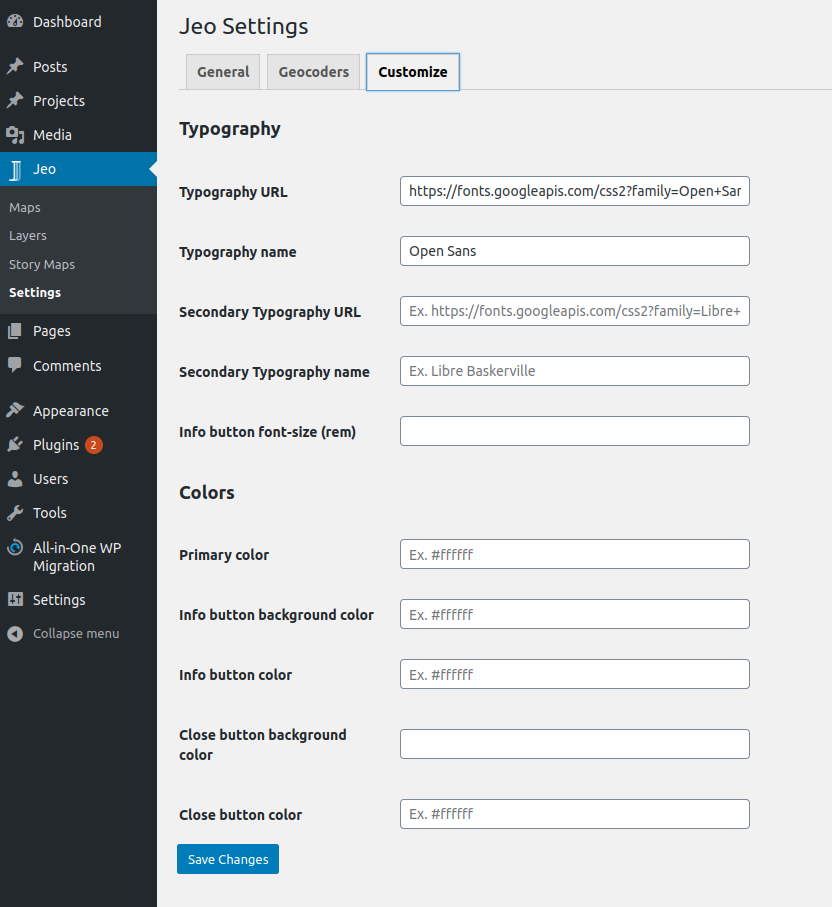 Dashboard
Posts
Projects
Media
Jeo
Maps
Layers
Story Maps
Settings
Pages
Comments
Appearance
Plugins 2
Users
Tools
All-in-One WP
Migration
Settings
Collapse menu
Jeo Settings
General Geocoders Customize
Typography
Typography URL https://fonts.googleapis.com/css2?family=Open+Sar
Typography name Open Sans
Secondary Typography URL Ex. https://fonts.googleapis.com/css2?family=Libre+
Secondary Typography name Ex. Libre Baskerville
Info button font-size (rem)
Colors
Primary color Ex. #ffffff
Info button background color Ex. #ffffff
Info button color Ex. #ffffff
Close button background
color
Close button color Ex. #ffffff
Save Changes